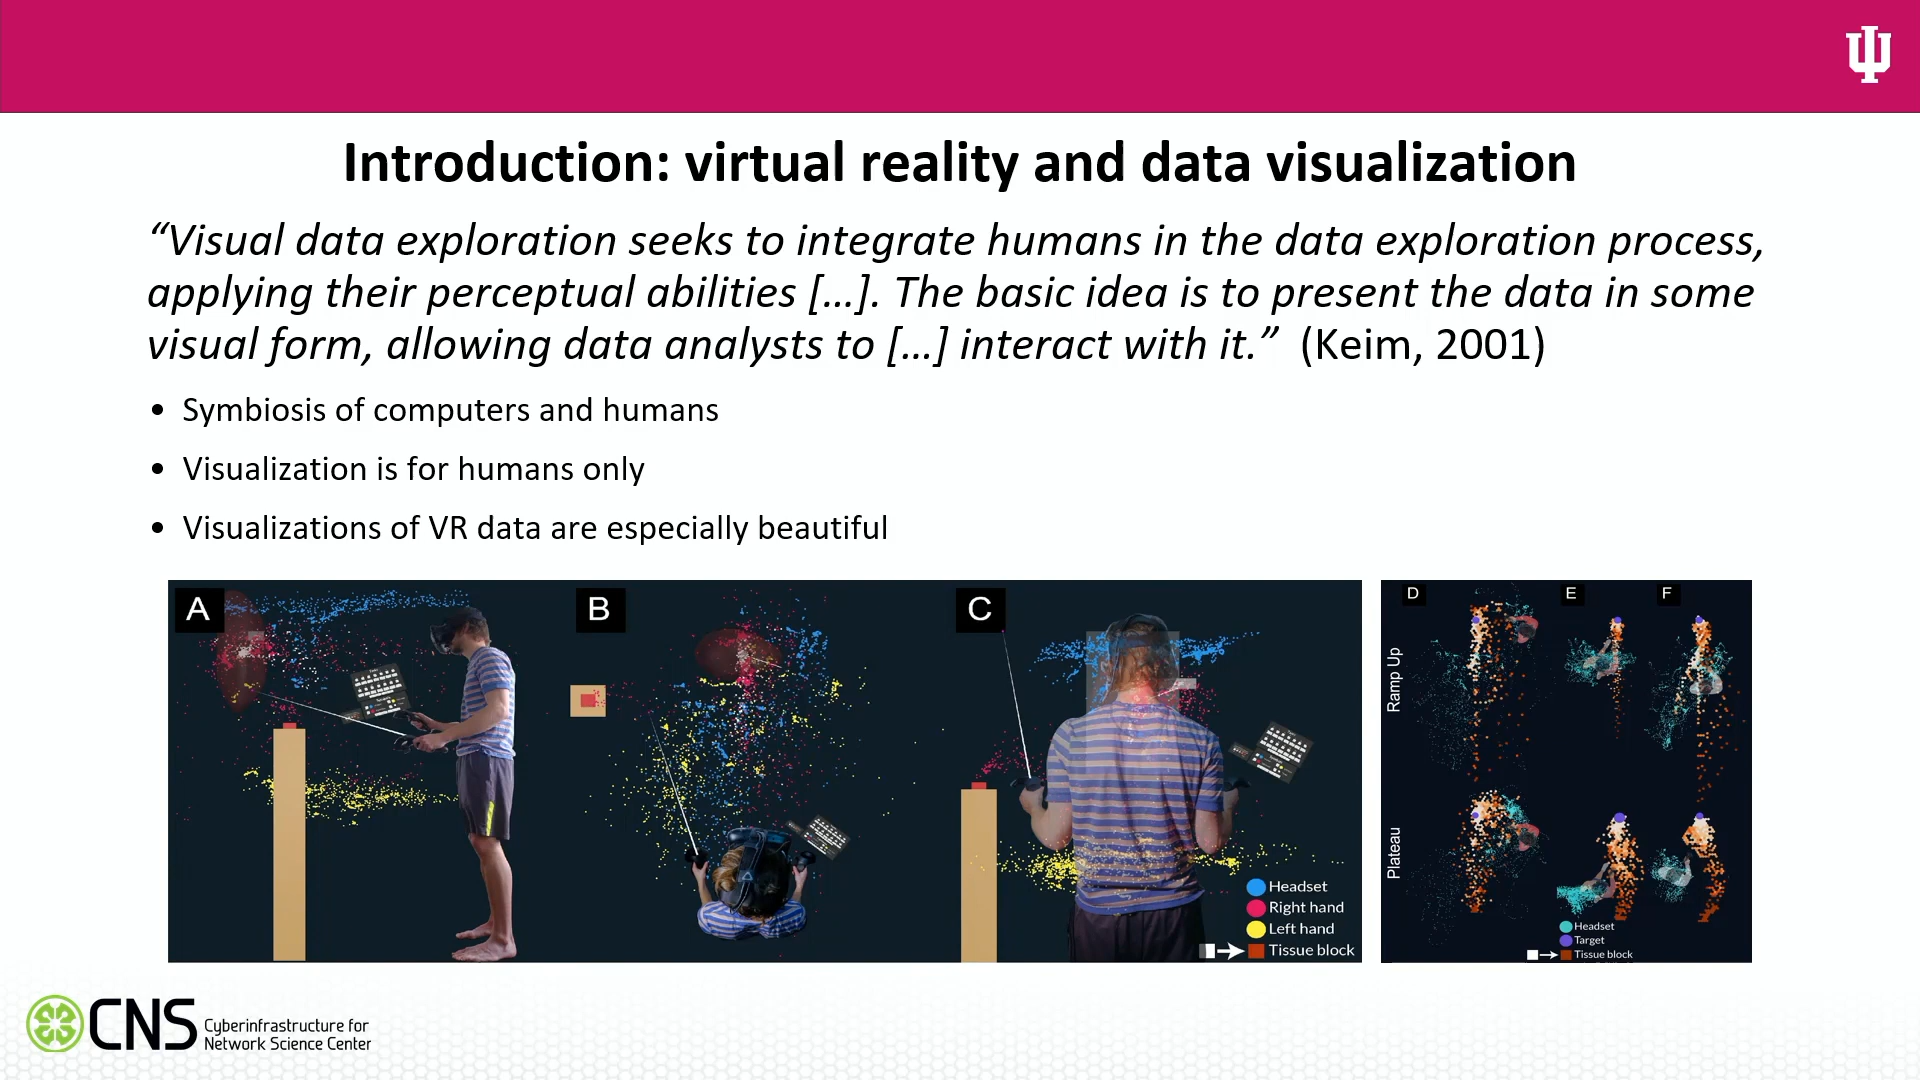 Introduction: virtual reality and data visualization
“Visual data exploration seeks to integrate humans in the data exploration process,
applying their perceptual abilities […]. The basic idea is to present the data in some
visual form, allowing data analysts to […] interact with it.” (Keim, 2001)
• Symbiosis of computers and humans
• Visualization is for humans only
• Visualizations of VR data are especially beautiful
A
B
C
Headset
Right hand
Left hand
Tissue block
D
E
F
Ramp Up
Plateau
Headset
Target
Tissue block
CNS
Cyberinfrastructure for
Network Science Center